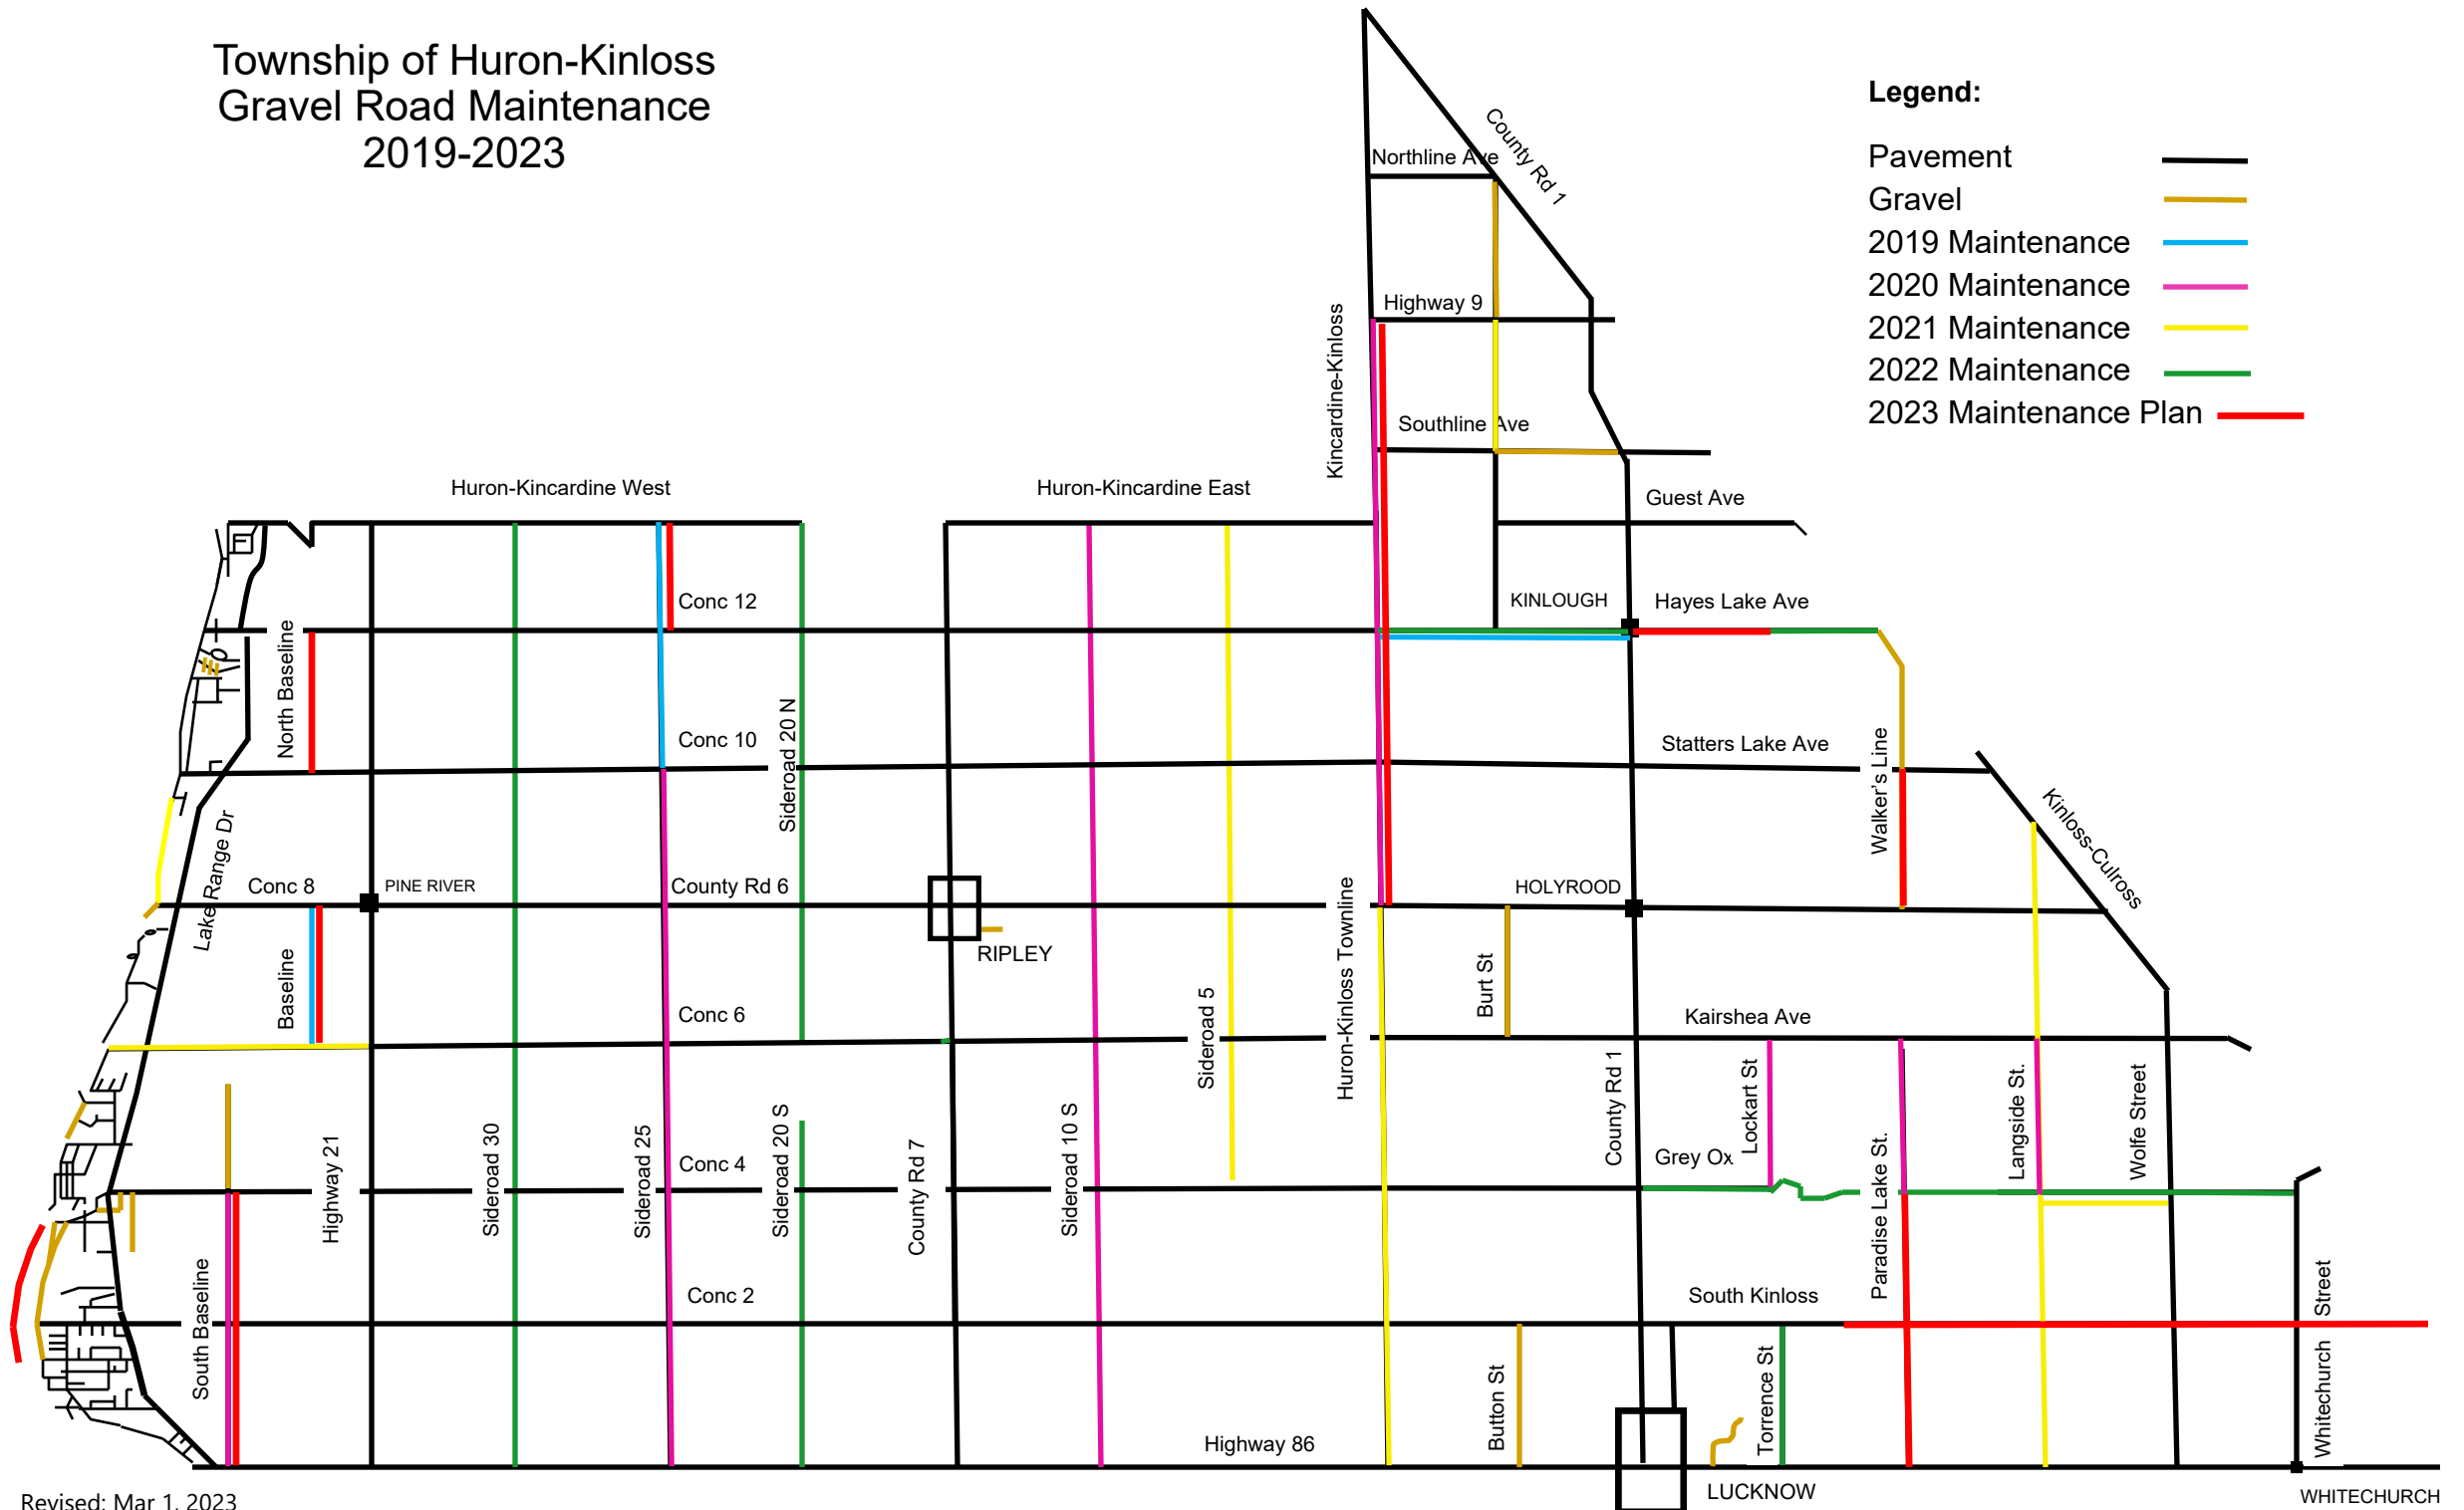 Township of Huron-Kinloss
Gravel Road Maintenance
2019-2023
Legend:
Pavement
Gravel
2019 Maintenance
2020 Maintenance
2021 Maintenance
2022 Maintenance
2023 Maintenance Plan
County Rd 1
Northline Ave
Highway 9
Kincardine-Kinloss
Southline Ave
Huron-Kincardine West
Huron-Kincardine East
Guest Ave
Conc 12
KINLOUGH
Hayes Lake Ave
North Baseline
Sideroad 20 N
Conc 10
Statters Lake Ave
Walker's Line
Kinloss-Culross
Lake Range Dr
Conc 8
PINE RIVER
County Rd 6
HOLYROOD
RIPLEY
Baseline
Huron-Kinloss Townline
Burt St
Sideroad 5
Conc 6
Kairshea Ave
County Rd 1
Lockart St
Langside St.
Wolfe Street
Highway 21
Sideroad 30
Sideroad 25
Sideroad 20 S
Conc 4
County Rd 7
Sideroad 10 S
Grey Ox
Paradise Lake St.
South Baseline
Conc 2
South Kinloss
Whitechurch Street
Button St
Torrence St
Highway 86
LUCKNOW
WHITECHURCH
Revised: Mar 1, 2023